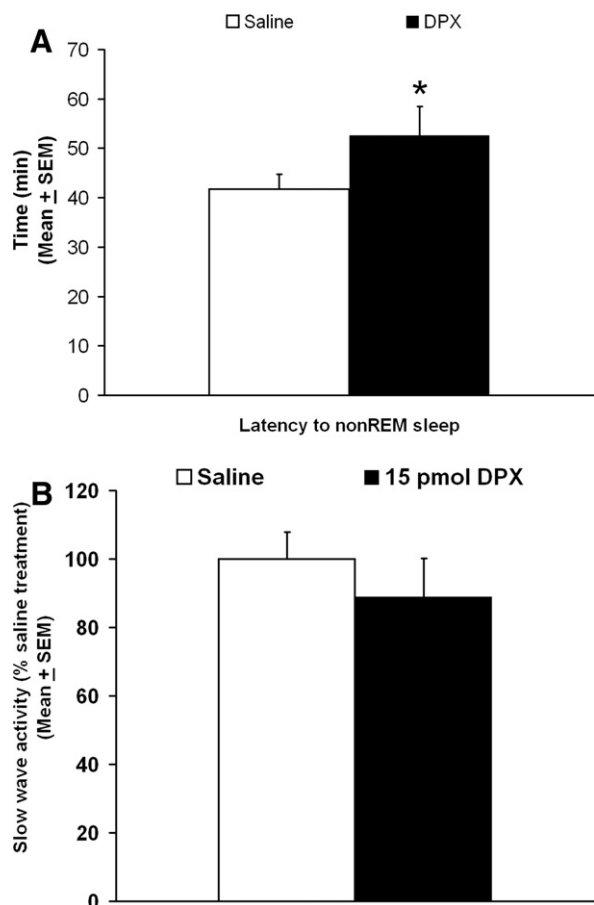 A
Saline
DPX
70
60
50
40
30
20
10
0
Time (min)
(Mean + SEM)
*
Latency to nonREM sleep
B
Saline
15 pmol DPX
120
100
80
60
40
20
0
Slow wave activity (% saline treatment)
(Mean + SEM)